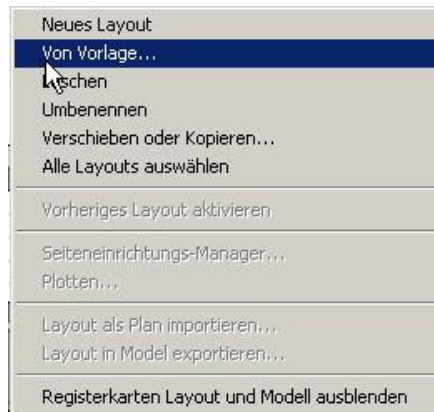 Neues Layout
Von Vorlage...
Löschen
Umbenennen
Verschieben oder Kopieren...
Alle Layouts auswählen
Vorheriges Layout aktivieren
Seiteneinrichtungs-Manager...
Plotten...
Layout als Plan importieren...
Layout in Model exportieren...
Registerkarten Layout und Modell ausblenden